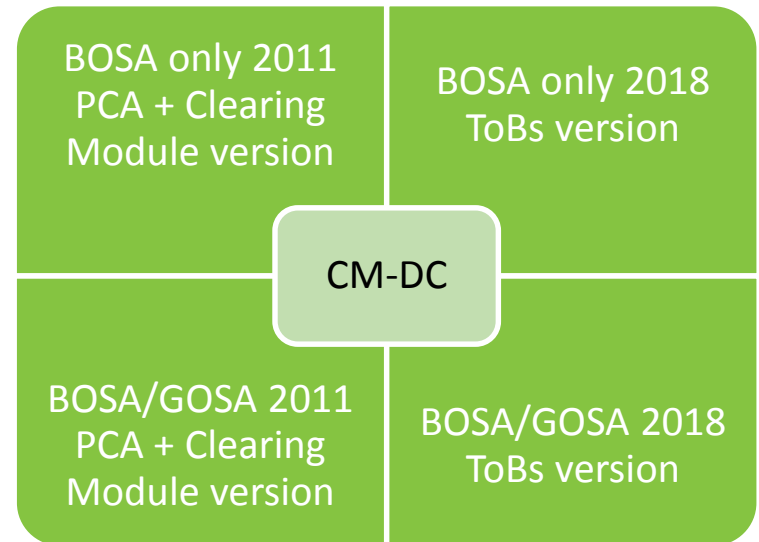 BOSA only 2011
PCA + Clearing
Module version
BOSA only 2018
ToBs version
CM-DC
BOSA/GOSA 2011
PCA + Clearing
Module version
BOSA/GOSA 2018
ToBs version